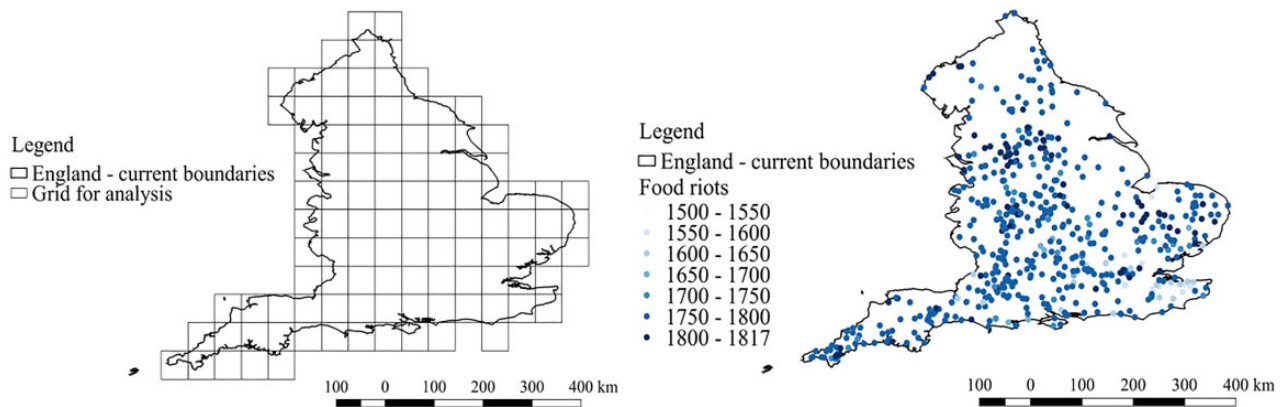 Legend
England - current boundaries
Grid for analysis
100 0 100 200 300 400 km
Legend
England - current boundaries
Food riots
1500 - 1550
1550 - 1600
1600 - 1650
1650 - 1700
1700 - 1750
1750 - 1800
1800 - 1817
100 0 100 200 300 400 km